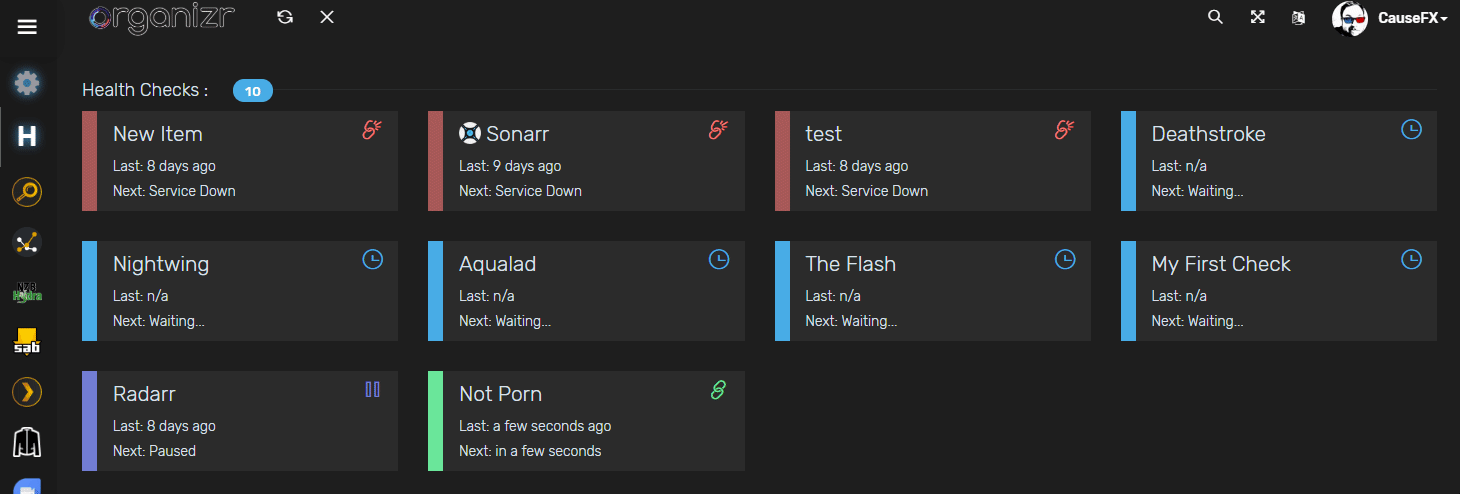 organizr
CauseFX
Health Checks : 10
New Item
Last: 8 days ago
Next: Service Down
Sonarr
Last: 9 days ago
Next: Service Down
test
Last: 8 days ago
Next: Service Down
Deathstroke
Last: n/a
Next: Waiting...
Nightwing
Last: n/a
Next: Waiting...
Aqualad
Last: n/a
Next: Waiting...
The Flash
Last: n/a
Next: Waiting...
My First Check
Last: n/a
Next: Waiting...
Radarr
Last: 8 days ago
Next: Paused
Not Porn
Last: a few seconds ago
Next: in a few seconds
H
NZB
Hydra
sab